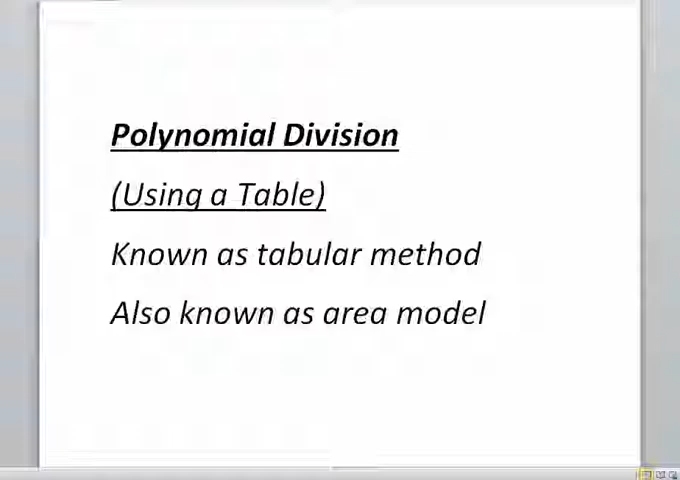 Polynomial Division
(Using a Table)
Known as tabular method
Also known as area model